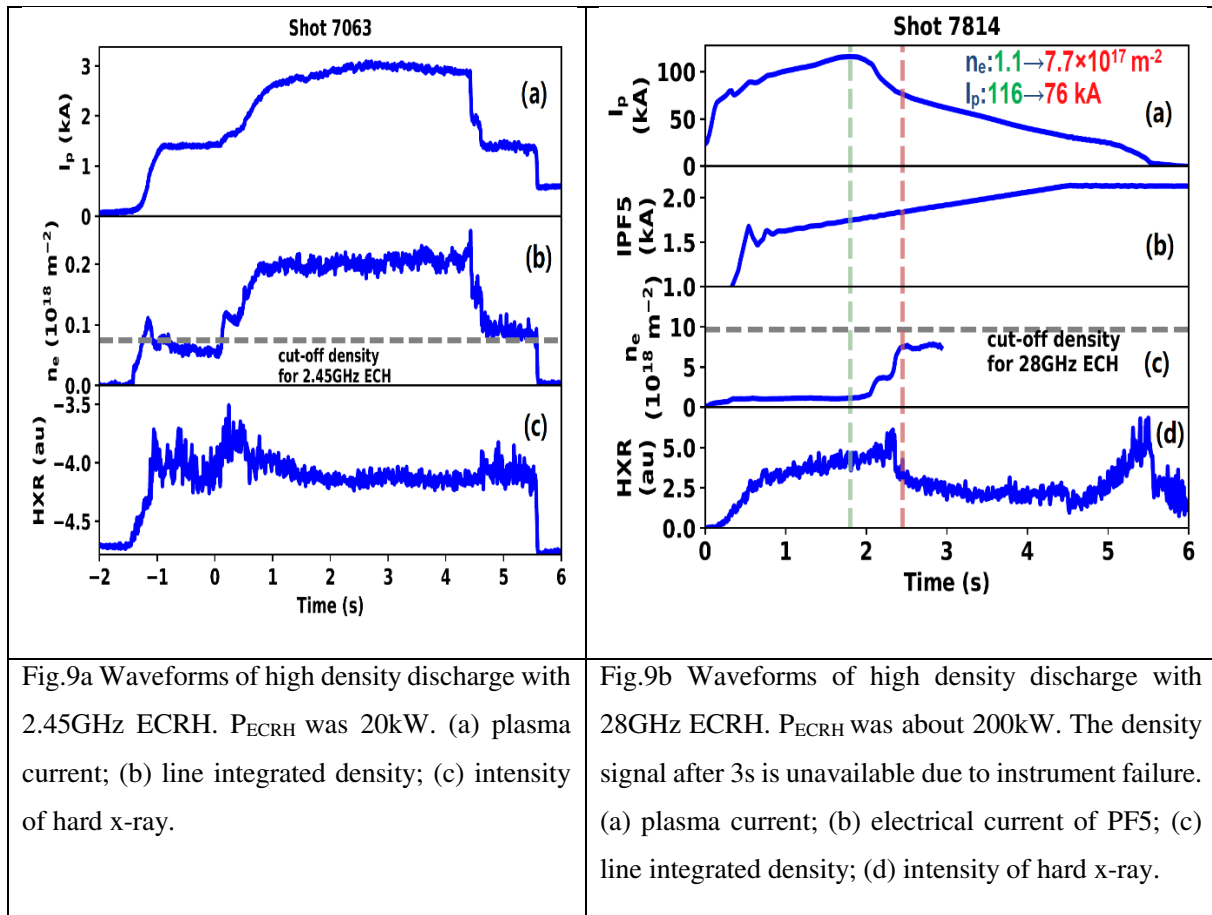 Shot 7063
3
2
1
0
I_p (kA)
(a)
0.2
0.1
0.0
n_e (10^18 m^-2)
(b)
cut-off density
for 2.45GHz ECH
−3.5
−4.0
−4.5
HXR (au)
(c)
−2 −1 0 1 2 3 4 5 6
Time (s)
Shot 7814
n_e:1.1→7.7×10^17 m^-2
I_p:116→76 kA
100
50
0
I_p
(kA)
(a)
2.0
1.5
1.0
IPF5
(kA)
(b)
10
5
0
n_e
(10^18 m^-2)
cut-off density
for 28GHz ECH
(c)
5.0
2.5
0.0
HXR
(au)
(d)
0 1 2 3 4 5 6
Time (s)
Fig.9a Waveforms of high density discharge with
2.45GHz ECRH. P_ECRH was 20kW. (a) plasma
current; (b) line integrated density; (c) intensity
of hard x-ray.
Fig.9b Waveforms of high density discharge with
28GHz ECRH. P_ECRH was about 200kW. The density
signal after 3s is unavailable due to instrument failure.
(a) plasma current; (b) electrical current of PF5; (c)
line integrated density; (d) intensity of hard x-ray.